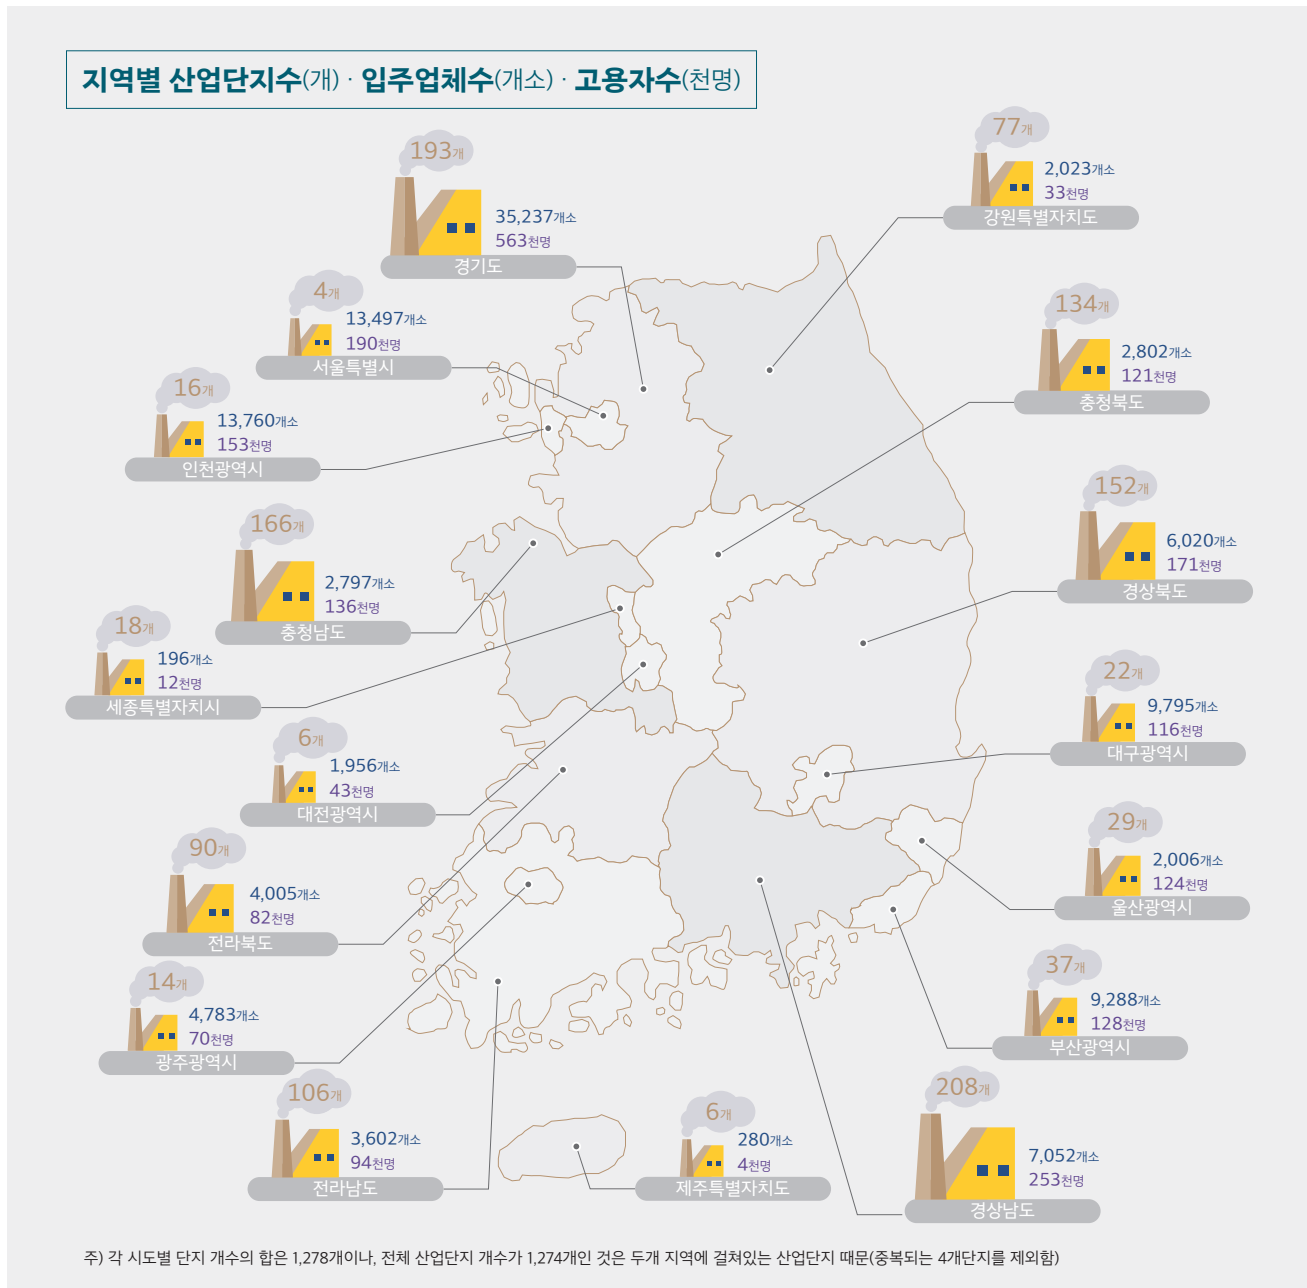 지역별 산업단지수(개) · 입주업체수(개소) · 고용자수(천명)
193개
35,237개소
563천명
경기도
4개
13,497개소
190천명
서울특별시
16개
13,760개소
153천명
인천광역시
166개
2,797개소
136천명
충청남도
18개
196개소
12천명
세종특별자치시
6개
1,956개소
43천명
대전광역시
90개
4,005개소
82천명
전라북도
14개
4,783개소
70천명
광주광역시
106개
3,602개소
94천명
전라남도
77개
2,023개소
33천명
강원특별자치도
134개
2,802개소
121천명
충청북도
152개
6,020개소
171천명
경상북도
22개
9,795개소
116천명
대구광역시
29개
2,006개소
124천명
울산광역시
37개
9,288개소
128천명
부산광역시
208개
7,052개소
253천명
경상남도
6개
280개소
4천명
제주특별자치도
주) 각 시도별 단지 개수의 합은 1,278개이나, 전체 산업단지 개수가 1,274개인 것은 두개 지역에 걸쳐있는 산업단지 때문(중복되는 4개단지를 제외함)